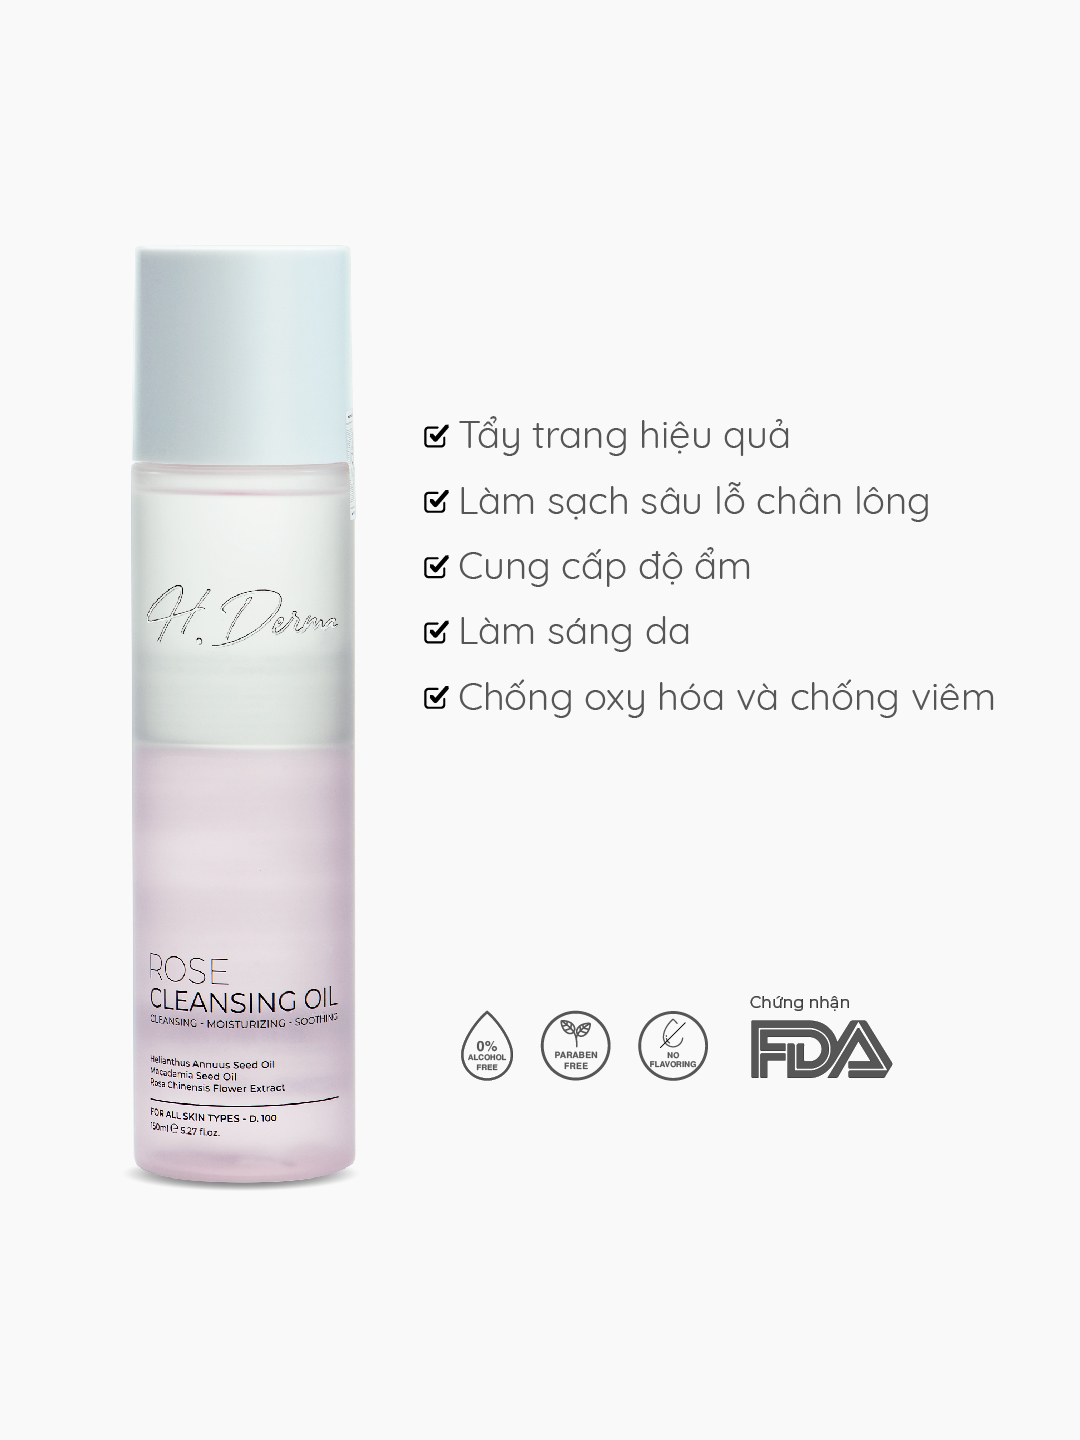 Tẩy trang hiệu quả
Làm sạch sâu lỗ chân lông
Cung cấp độ ẩm
Làm sáng da
Chống oxy hóa và chống viêm
H, Derma
ROSE
CLEANSING OIL
CLEANSING - MOISTURIZING - SOOTHING
Helianthus Annuus Seed Oil
Macadamia Seed Oil
Rosa Chinensis Flower Extract
FOR ALL SKIN TYPES - D. 100
150ml ℮ 5.27 fl.oz.
0%
ALCOHOL
FREE
PARABEN
FREE
NO
FLAVORING
Chứng nhận
FDA